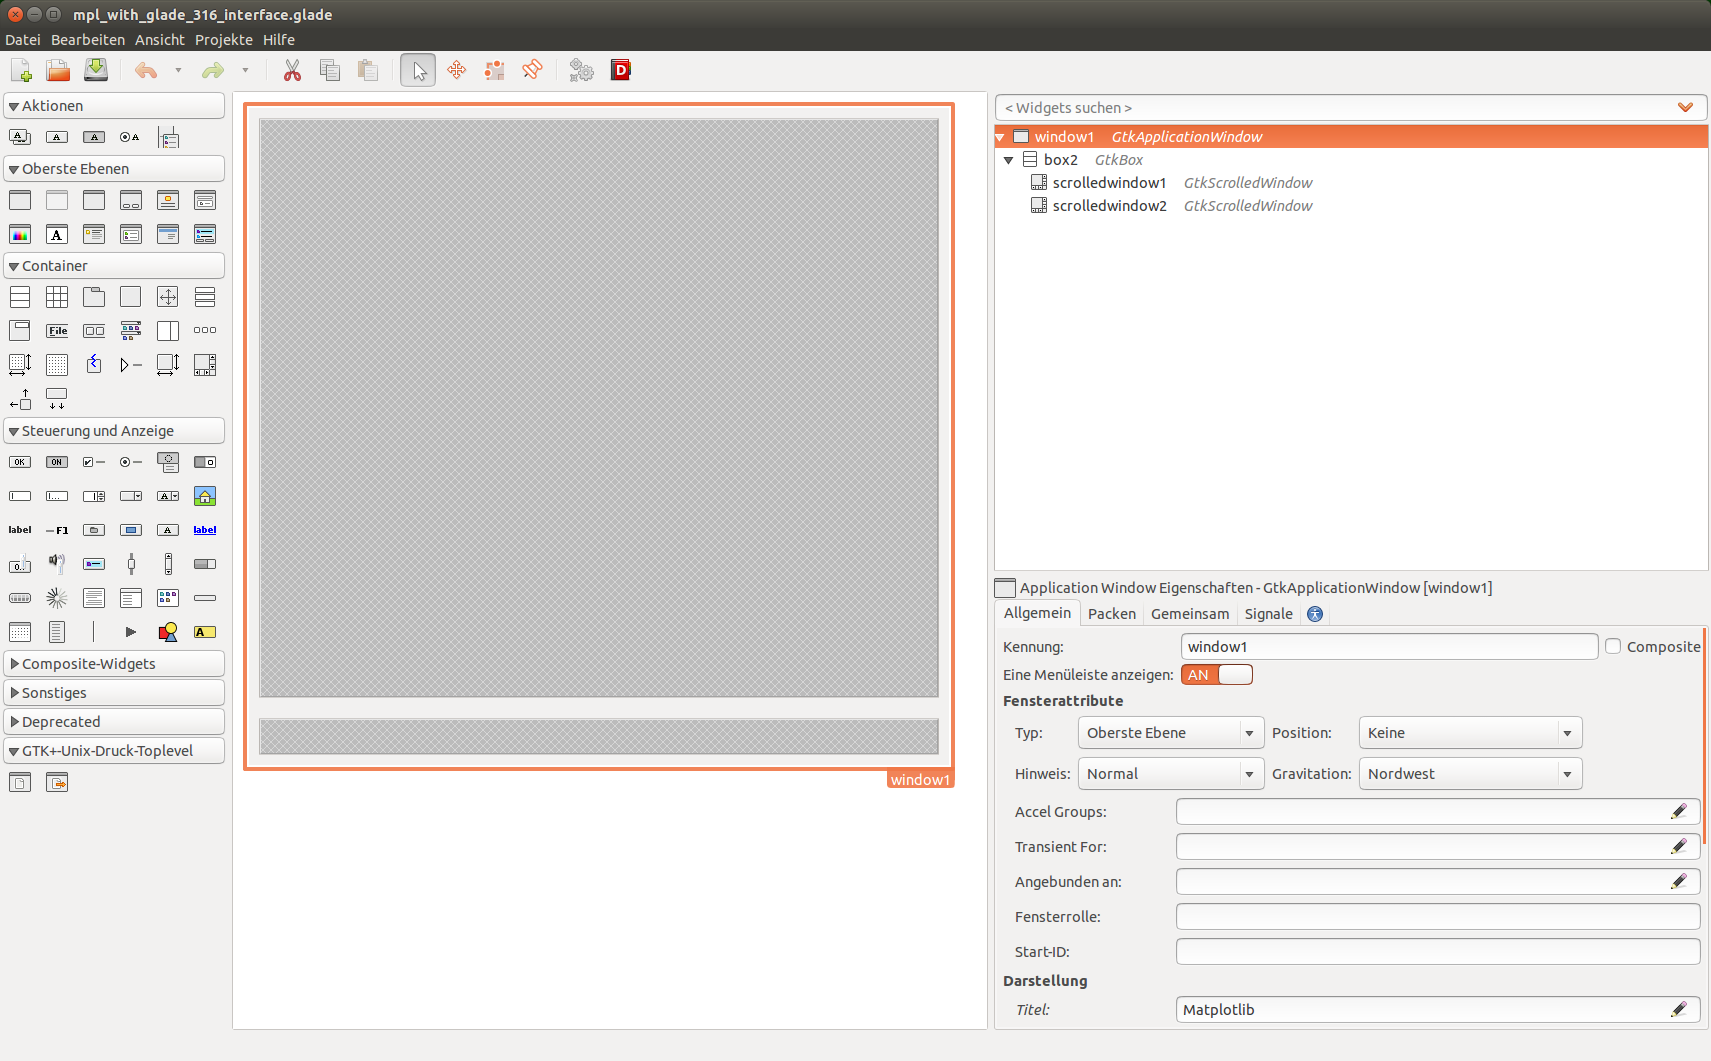 mpl_with_glade_316_interface.glade
Datei Bearbeiten Ansicht Projekte Hilfe
D
Aktionen
A A A A
Oberste Ebenen
A
Container
File
Steuerung und Anzeige
OK ON
A
label F1 A label
0..
A
Composite-Widgets
Sonstiges
Deprecated
GTK+-Unix-Druck-Toplevel
window1
< Widgets suchen >
window1 GtkApplicationWindow
box2 GtkBox
scrolledwindow1 GtkScrolledWindow
scrolledwindow2 GtkScrolledWindow
Application Window Eigenschaften - GtkApplicationWindow [window1]
Allgemein Packen Gemeinsam Signale
Kennung: window1 Composite
Eine Menüleiste anzeigen: AN
Fensterattribute
Typ: Oberste Ebene Position: Keine
Hinweis: Normal Gravitation: Nordwest
Accel Groups:
Transient For:
Angebunden an:
Fensterrolle:
Start-ID:
Darstellung
Titel: Matplotlib